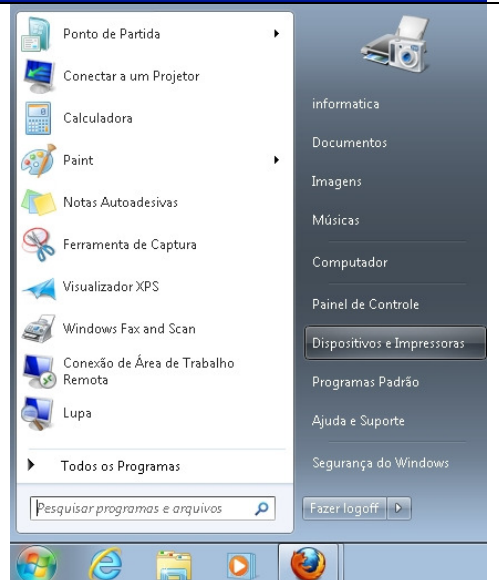 Ponto de Partida
Conectar a um Projetor
Calculadora
Paint
Notas Autoadesivas
Ferramenta de Captura
Visualizador XPS
Windows Fax and Scan
Conexão de Área de Trabalho
Remota
Lupa
Todos os Programas
Pesquisar programas e arquivos
informatica
Documentos
Imagens
Músicas
Computador
Painel de Controle
Dispositivos e Impressoras
Programas Padrão
Ajuda e Suporte
Segurança do Windows
Fazer logoff